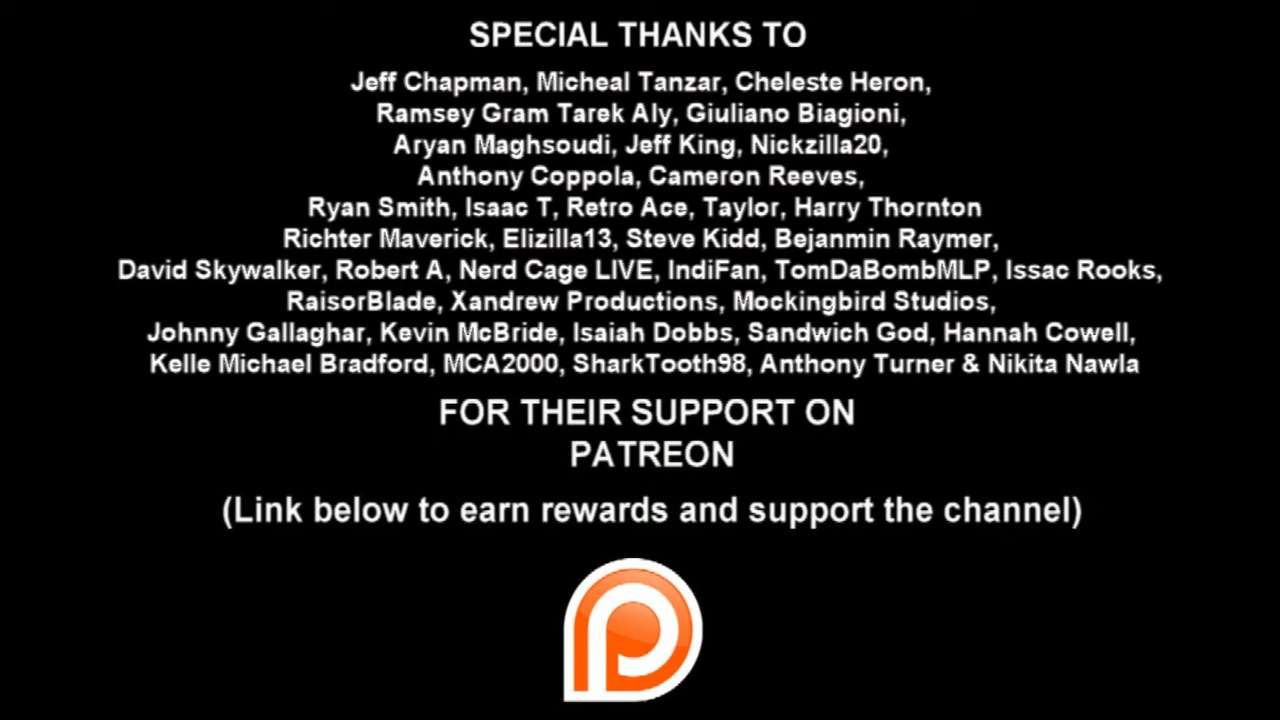 SPECIAL THANKS TO
Jeff Chapman, Micheal Tanzar, Cheleste Heron,
Ramsey Gram Tarek Aly, Giuliano Biagioni,
Aryan Maghsoudi, Jeff King, Nickzilla20,
Anthony Coppola, Cameron Reeves,
Ryan Smith, Isaac T, Retro Ace, Taylor, Harry Thornton
Richter Maverick, Elizilla13, Steve Kidd, Bejanmin Raymer,
David Skywalker, Robert A, Nerd Cage LIVE, IndiFan, TomDaBombMLP, Issac Rooks,
RaisorBlade, Xandrew Productions, Mockingbird Studios,
Johnny Gallaghar, Kevin McBride, Isaiah Dobbs, Sandwich God, Hannah Cowell,
Kelle Michael Bradford, MCA2000, SharkTooth98, Anthony Turner & Nikita Nawla
FOR THEIR SUPPORT ON
PATREON
(Link below to earn rewards and support the channel)